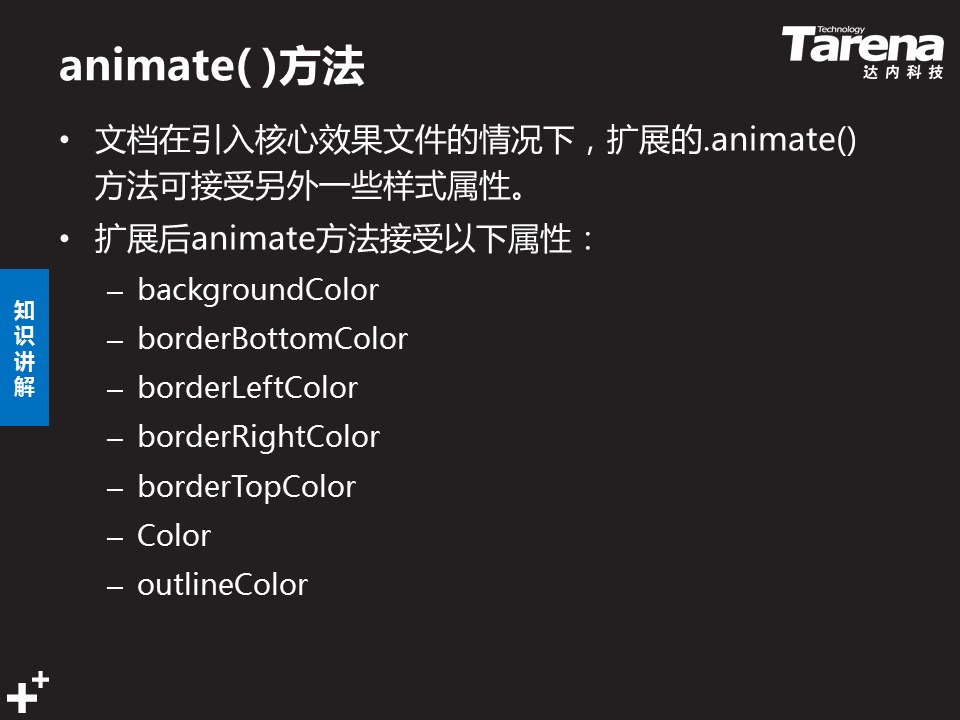 animate( )方法
Technology
Tarena
达内科技
• 文档在引入核心效果文件的情况下，扩展的.animate()
方法可接受另外一些样式属性。
• 扩展后animate方法接受以下属性：
– backgroundColor
– borderBottomColor
– borderLeftColor
– borderRightColor
– borderTopColor
– Color
– outlineColor
知
识
讲
解